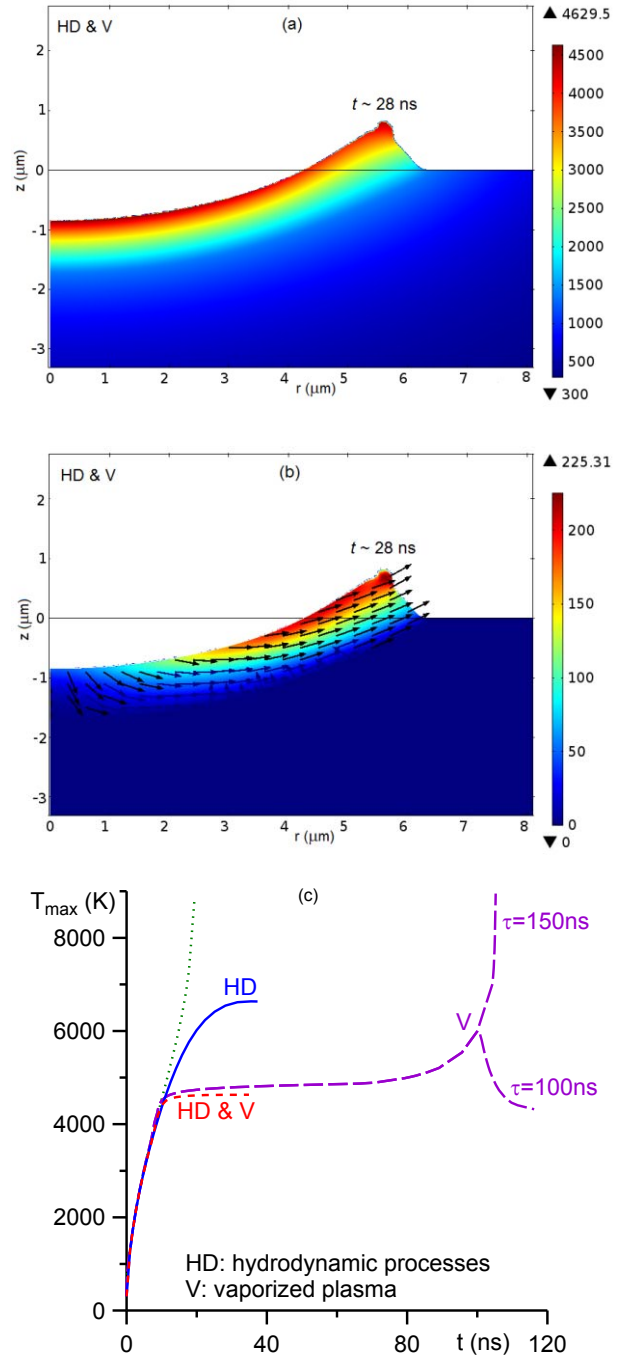 HD & V
(a)
▲ 4629.5
t ~ 28 ns
z (μm)
2
1
0
-1
-2
-3
0 1 2 3 4 5 6 7 8
r (μm)
4500
4000
3500
3000
2500
2000
1500
1000
500
▼ 300
HD & V
(b)
▲ 225.31
t ~ 28 ns
z (μm)
2
1
0
-1
-2
-3
0 1 2 3 4 5 6 7 8
r (μm)
200
150
100
50
0
▼ 0
(c)
Tmax (K)
8000
6000
4000
2000
0
τ=150ns
HD
V
HD & V
τ=100ns
HD: hydrodynamic processes
V: vaporized plasma
0 40 80 t (ns) 120